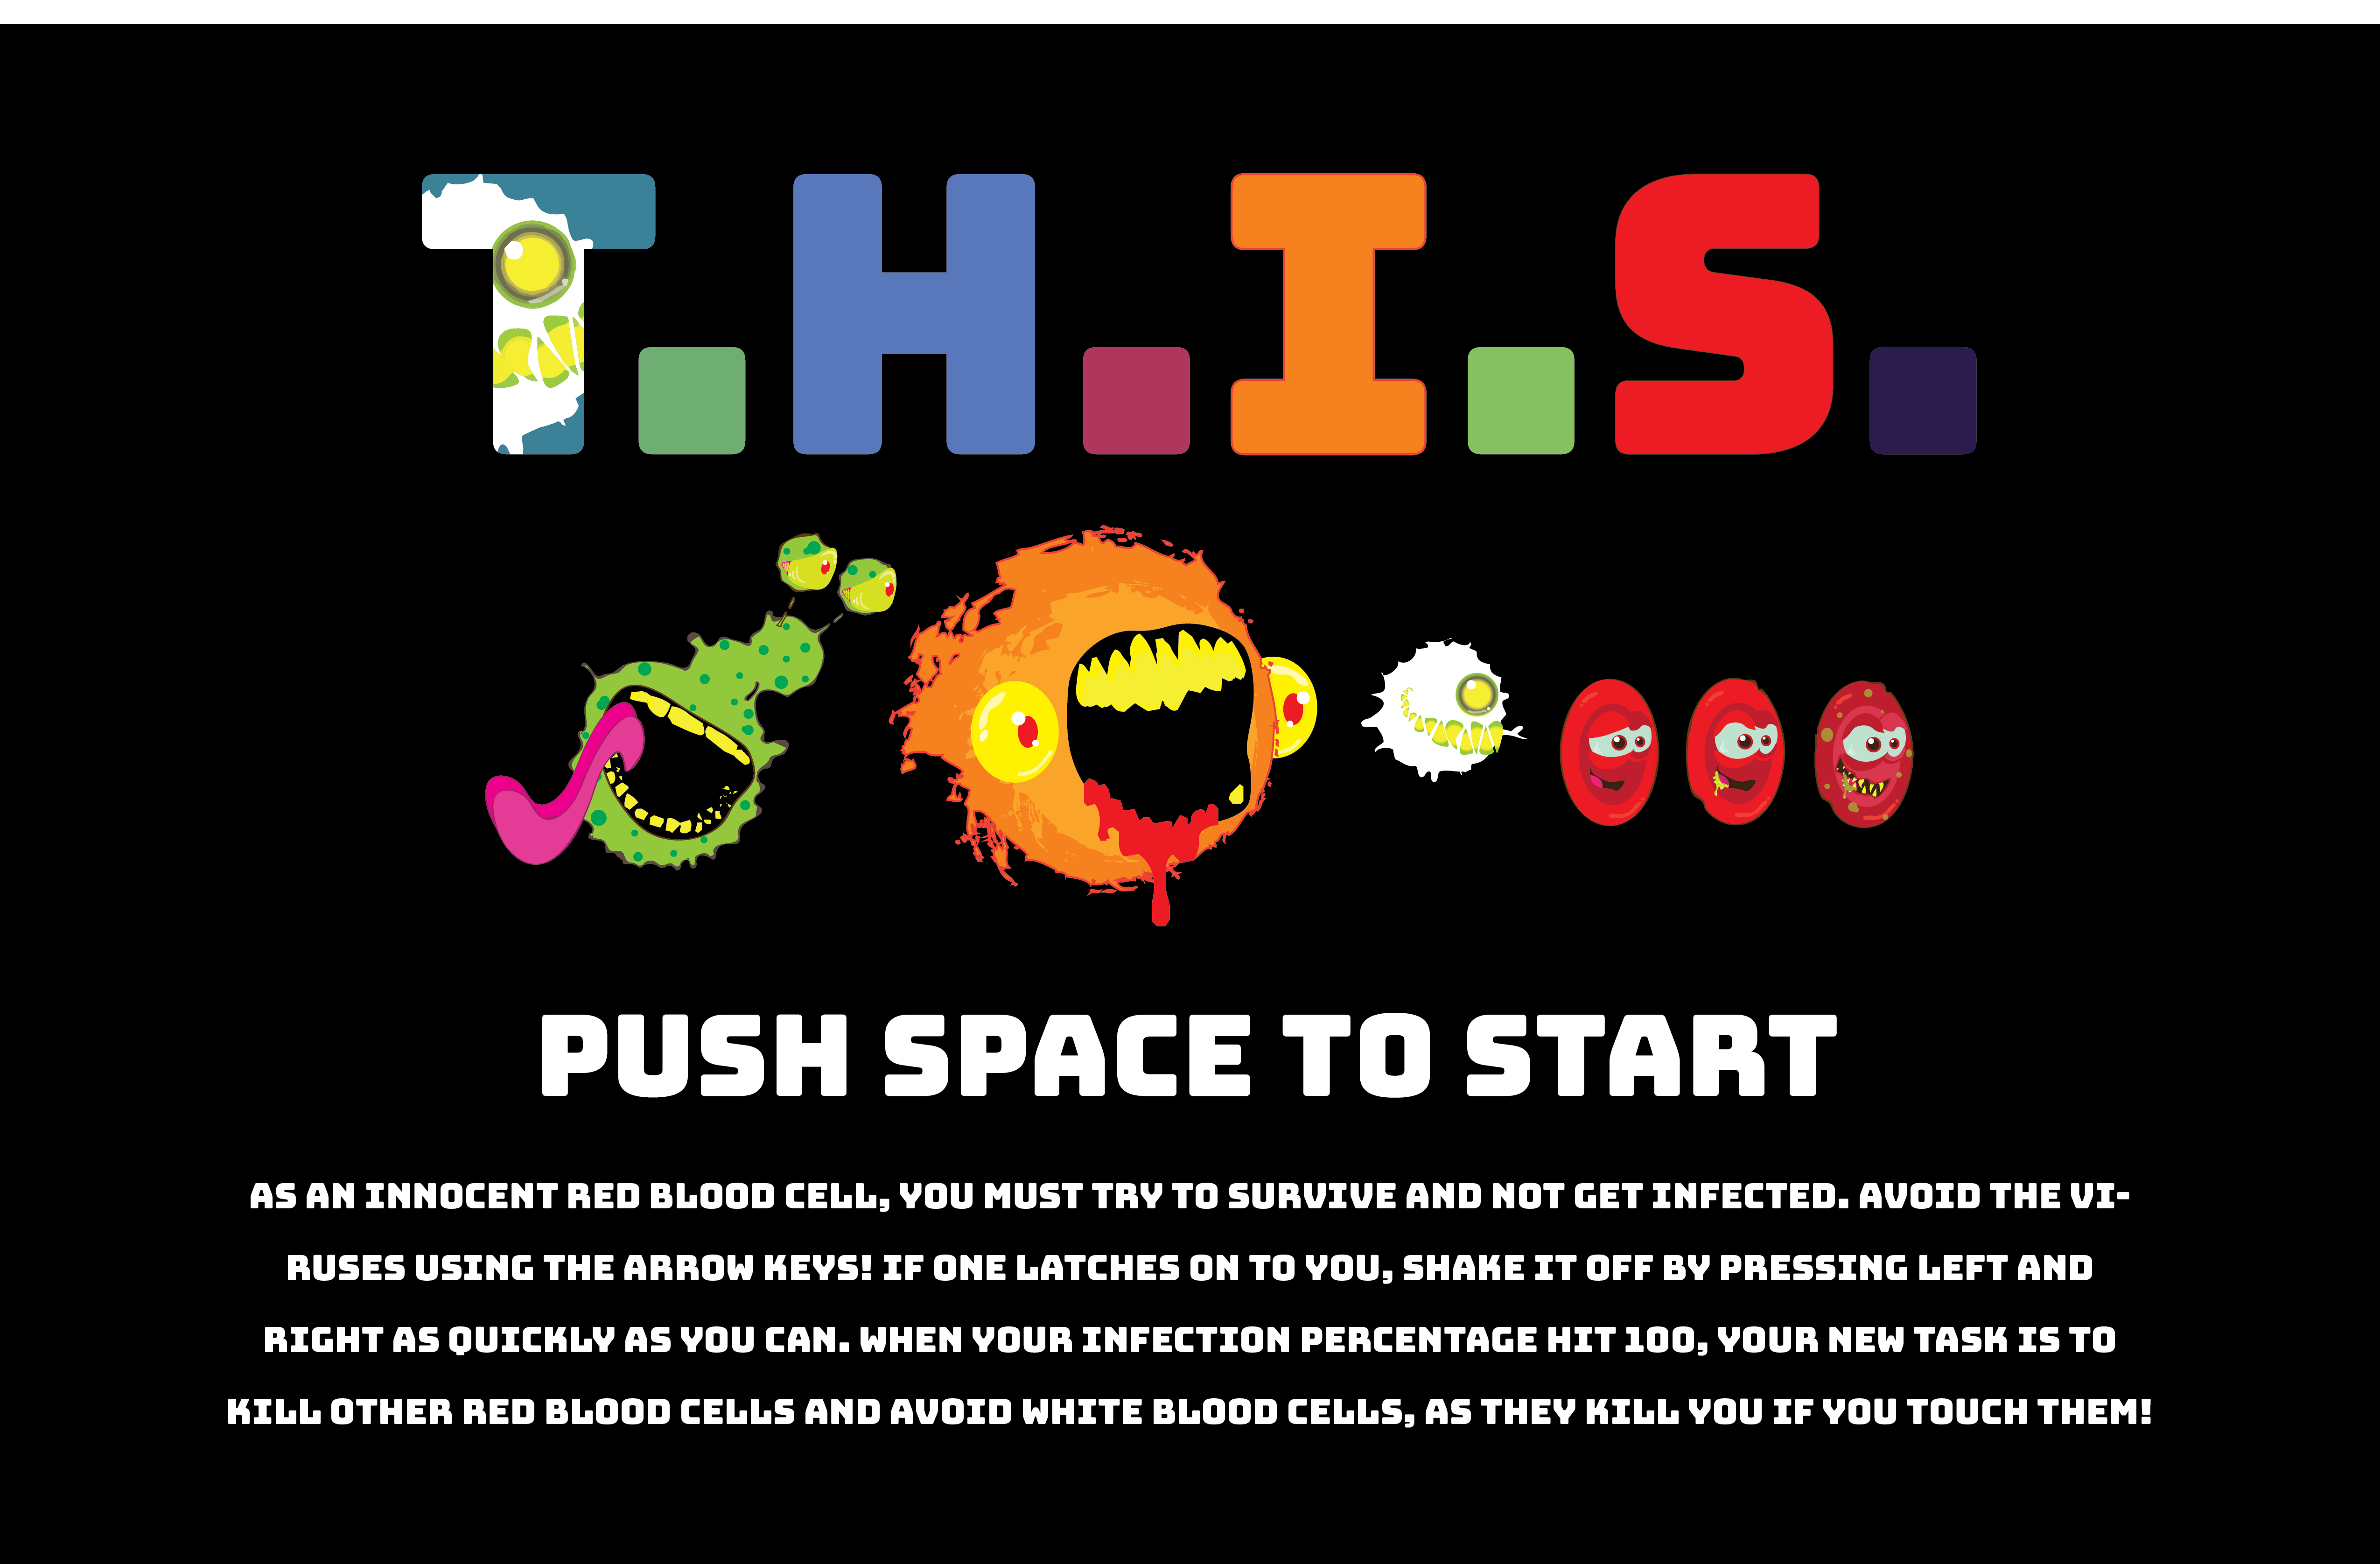 T.H.I.S.
PUSH SPACE TO START
AS AN INNOCENT RED BLOOD CELL, YOU MUST TRY TO SURVIVE AND NOT GET INFECTED. AVOID THE VI-
RUSES USING THE ARROW KEYS! IF ONE LATCHES ON TO YOU, SHAKE IT OFF BY PRESSING LEFT AND
RIGHT AS QUICKLY AS YOU CAN. WHEN YOUR INFECTION PERCENTAGE HIT 100, YOUR NEW TASK IS TO
KILL OTHER RED BLOOD CELLS AND AVOID WHITE BLOOD CELLS, AS THEY KILL YOU IF YOU TOUCH THEM!